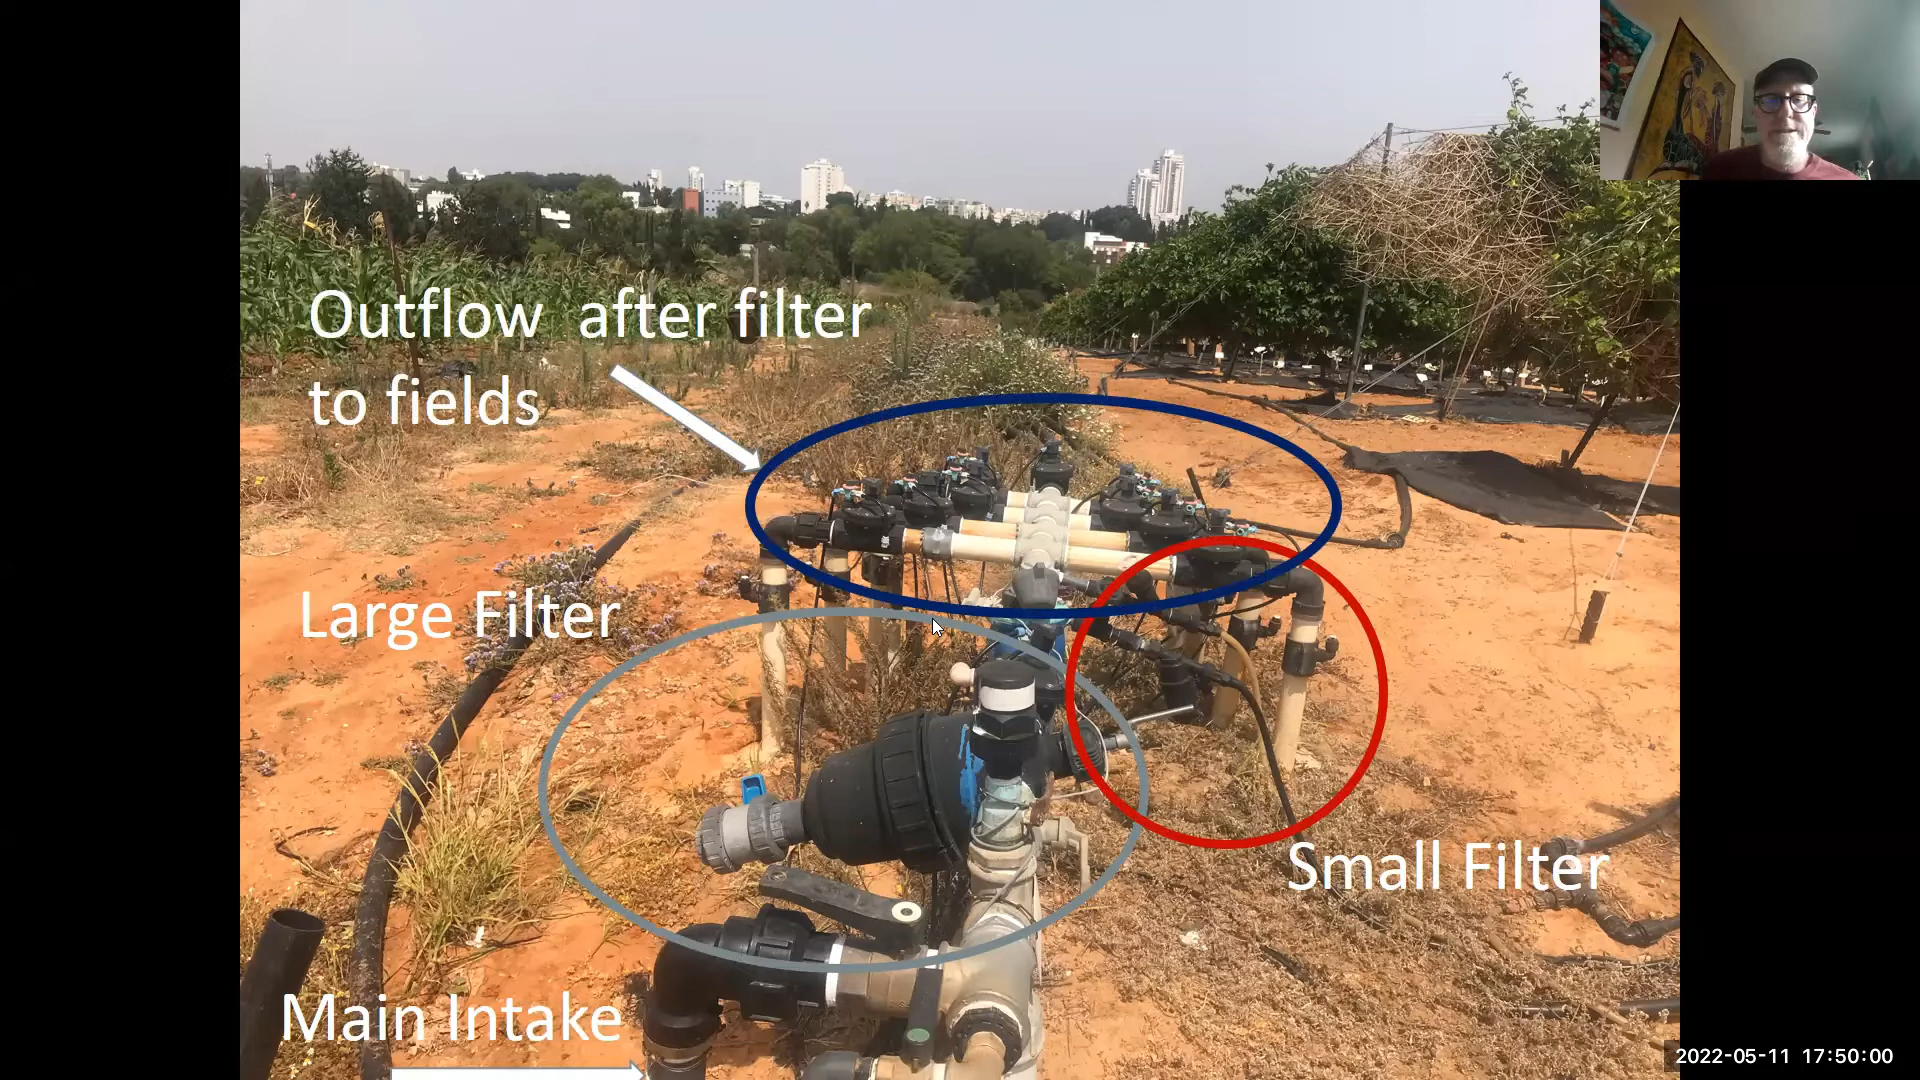 Outflow  after filter
to fields
Large Filter
Small Filter
Main Intake
2022-05-11 17:50:00